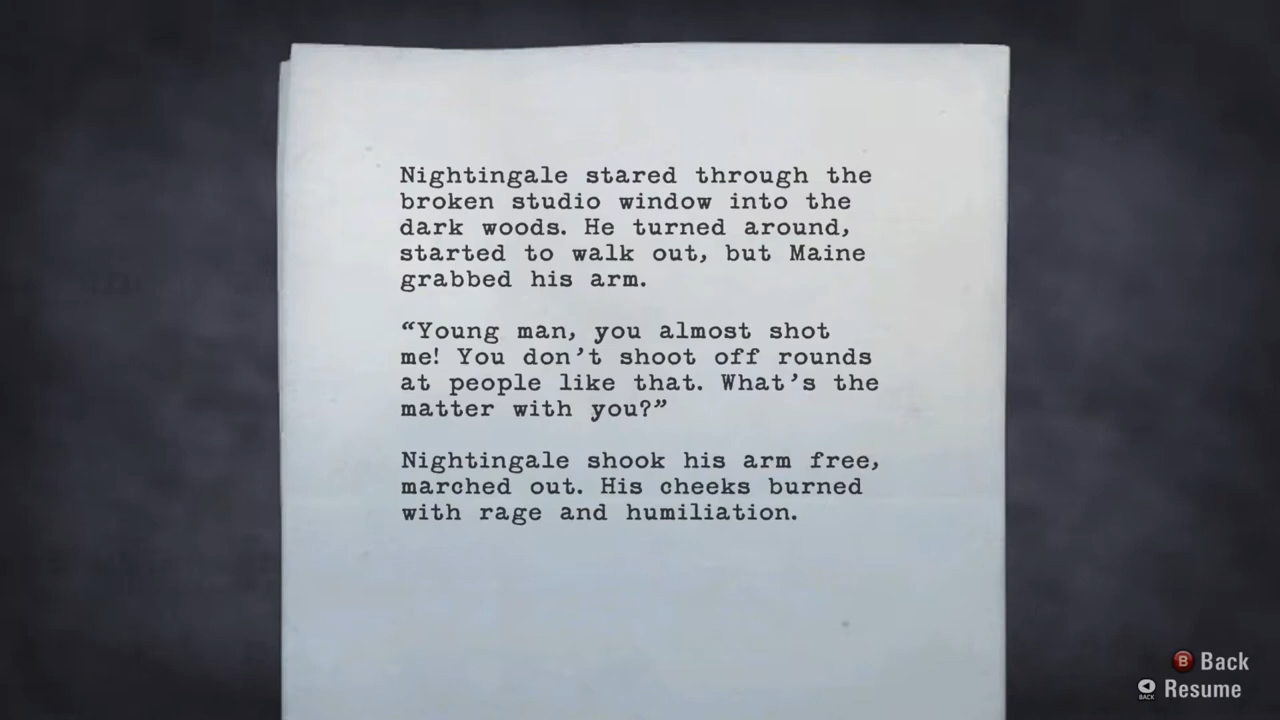 Nightingale stared through the
broken studio window into the
dark woods. He turned around,
started to walk out, but Maine
grabbed his arm.
“Young man, you almost shot
me! You don’t shoot off rounds
at people like that. What’s the
matter with you?”
Nightingale shook his arm free,
marched out. His cheeks burned
with rage and humiliation.
B Back
BACK Resume